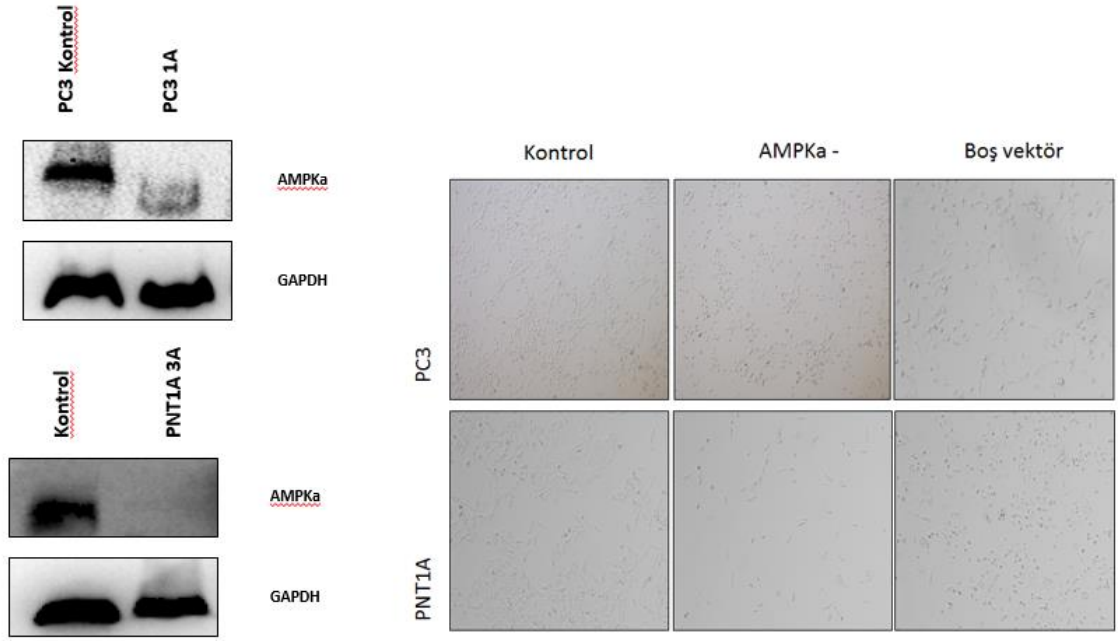 PC3 Kontrol
PC3 1A
AMPKa
GAPDH
Kontrol
PNT1A 3A
AMPKa
GAPDH
Kontrol
AMPKa -
Boş vektör
PC3
PNT1A